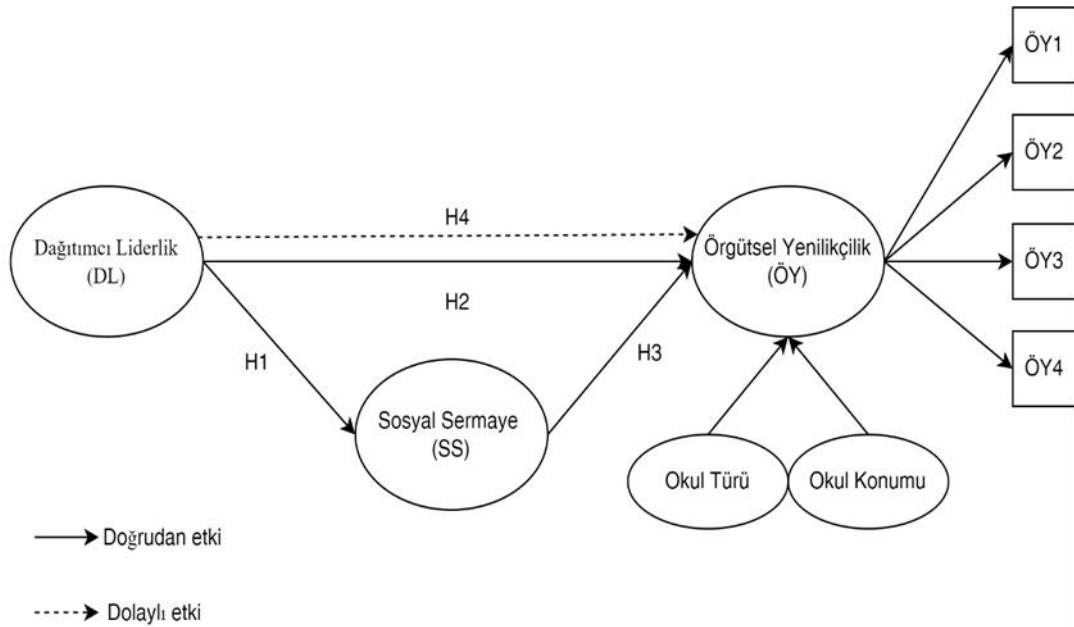 ÖY1
ÖY2
H4
Dağıtımcı Liderlik
(DL)
Örgütsel Yenilikçilik
(ÖY)
ÖY3
H2
H1
H3
ÖY4
Sosyal Sermaye
(SS)
Okul Türü
Okul Konumu
Doğrudan etki
Dolaylı etki